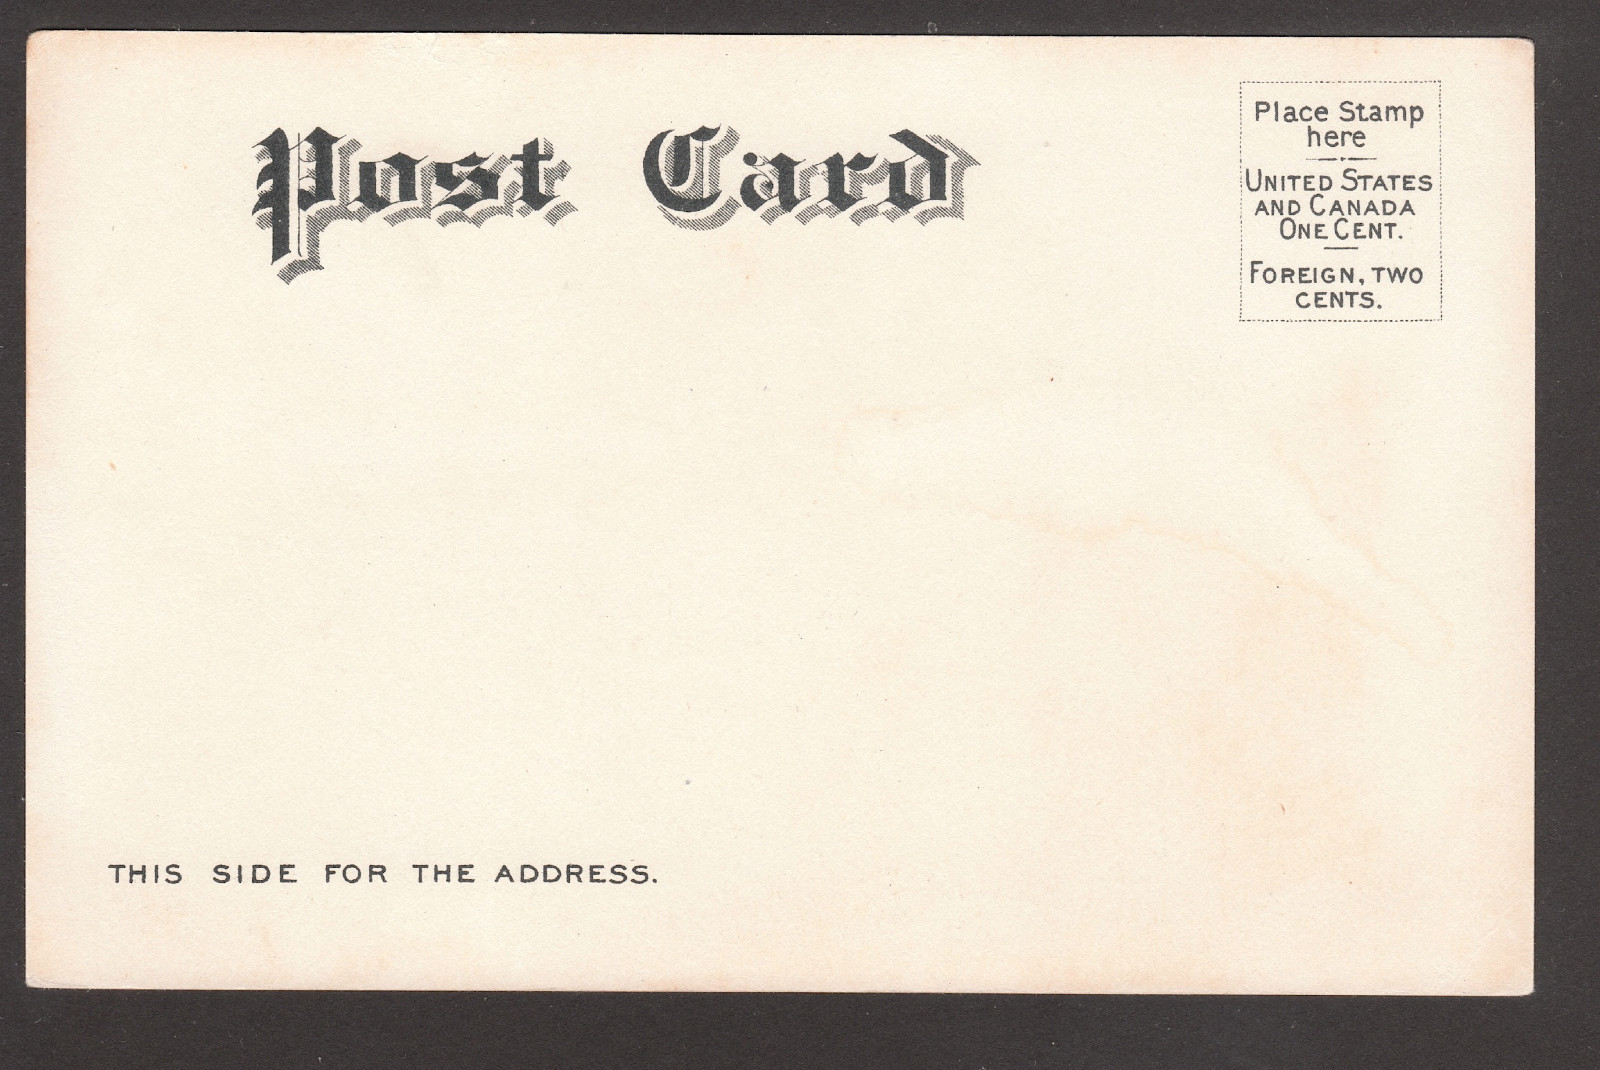 Post Card
Place Stamp
here
UNITED STATES
AND CANADA
ONE CENT.
FOREIGN, TWO
CENTS.
THIS SIDE FOR THE ADDRESS.